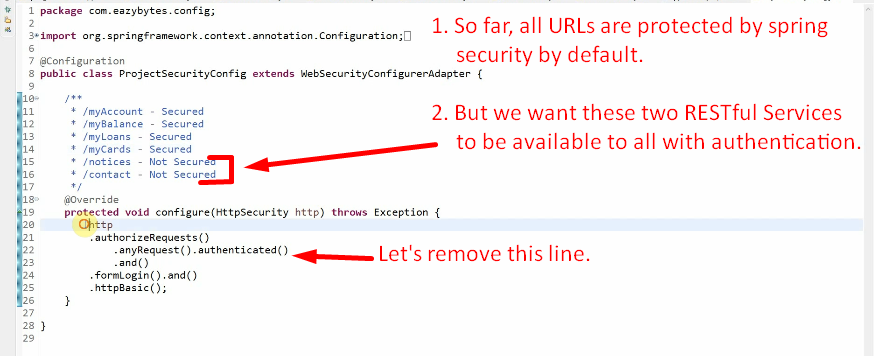 1 package com.eazybytes.config;
2
3 import org.springframework.context.annotation.Configuration;
6
7 @Configuration
8 public class ProjectSecurityConfig extends WebSecurityConfigurerAdapter {
9
10 /**
11 * /myAccount - Secured
12 * /myBalance - Secured
13 * /myLoans - Secured
14 * /myCards - Secured
15 * /notices - Not Secured
16 * /contact - Not Secured
17 */
18 @Override
19 protected void configure(HttpSecurity http) throws Exception {
20 http
21 .authorizeRequests()
22 .anyRequest().authenticated()
23 .and()
24 .formLogin().and()
25 .httpBasic();
26 }
27
28 }
29
1. So far, all URLs are protected by spring
security by default.
2. But we want these two RESTful Services
to be available to all with authentication.
Let's remove this line.